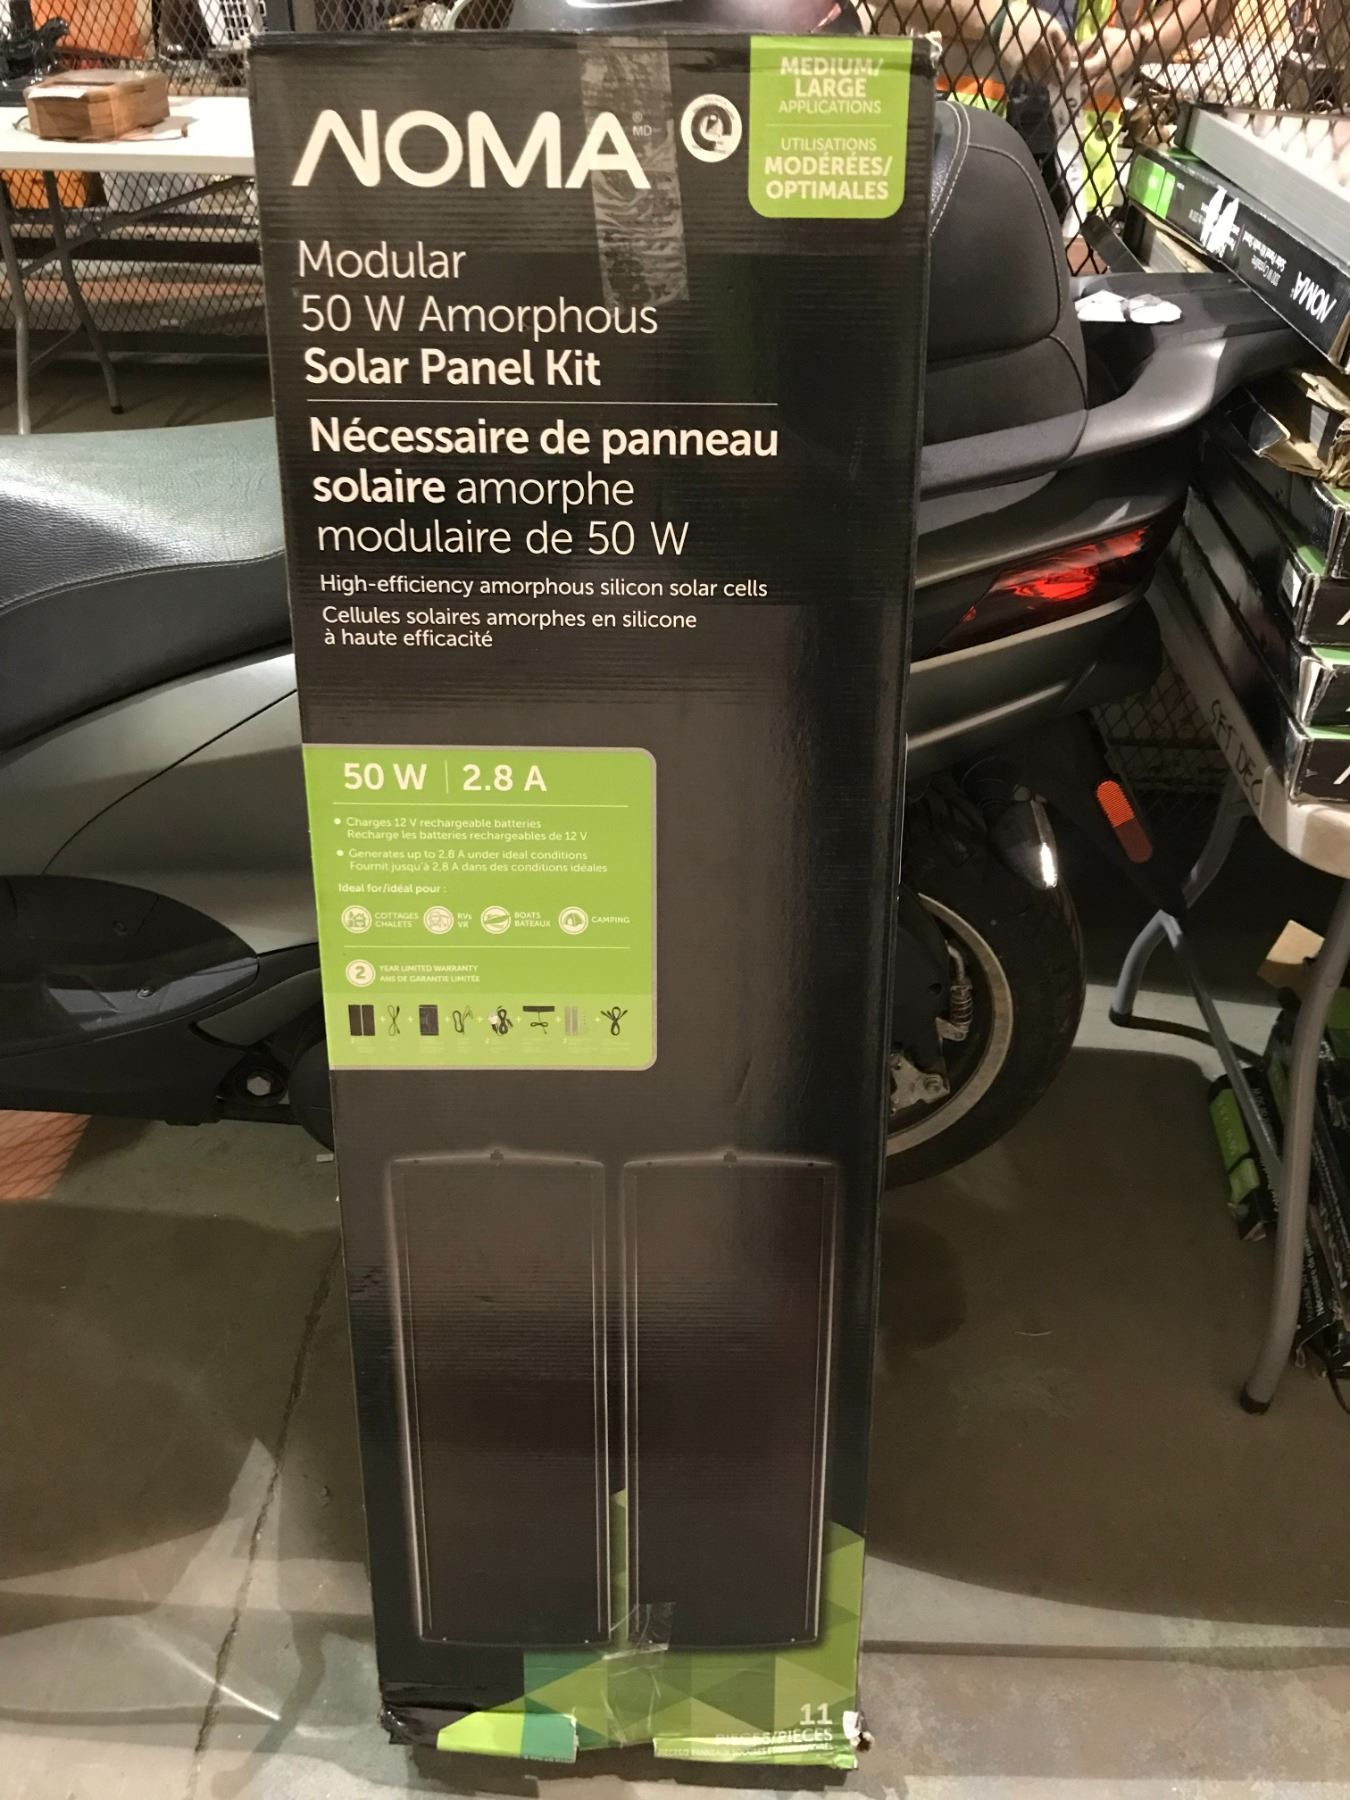 NOMA
® MD
MEDIUM/
LARGE
APPLICATIONS
UTILISATIONS
MODÉRÉES/
OPTIMALES
Modular
50 W Amorphous
Solar Panel Kit
Nécessaire de panneau
solaire amorphe
modulaire de 50 W
High-efficiency amorphous silicon solar cells
Cellules solaires amorphes en silicone
à haute efficacité
50 W | 2.8 A
• Charges 12 V rechargeable batteries
Recharge les batteries rechargeables de 12 V
• Generates up to 2.8 A under ideal conditions
Fournit jusqu'à 2,8 A dans des conditions idéales
Ideal for/idéal pour :
COTTAGES
CHALETS
RVs
VR
BOATS
BATEAUX
CAMPING
2 YEAR LIMITED WARRANTY
ANS DE GARANTIE LIMITÉE
11
PIECES/PIÈCES
NOMA